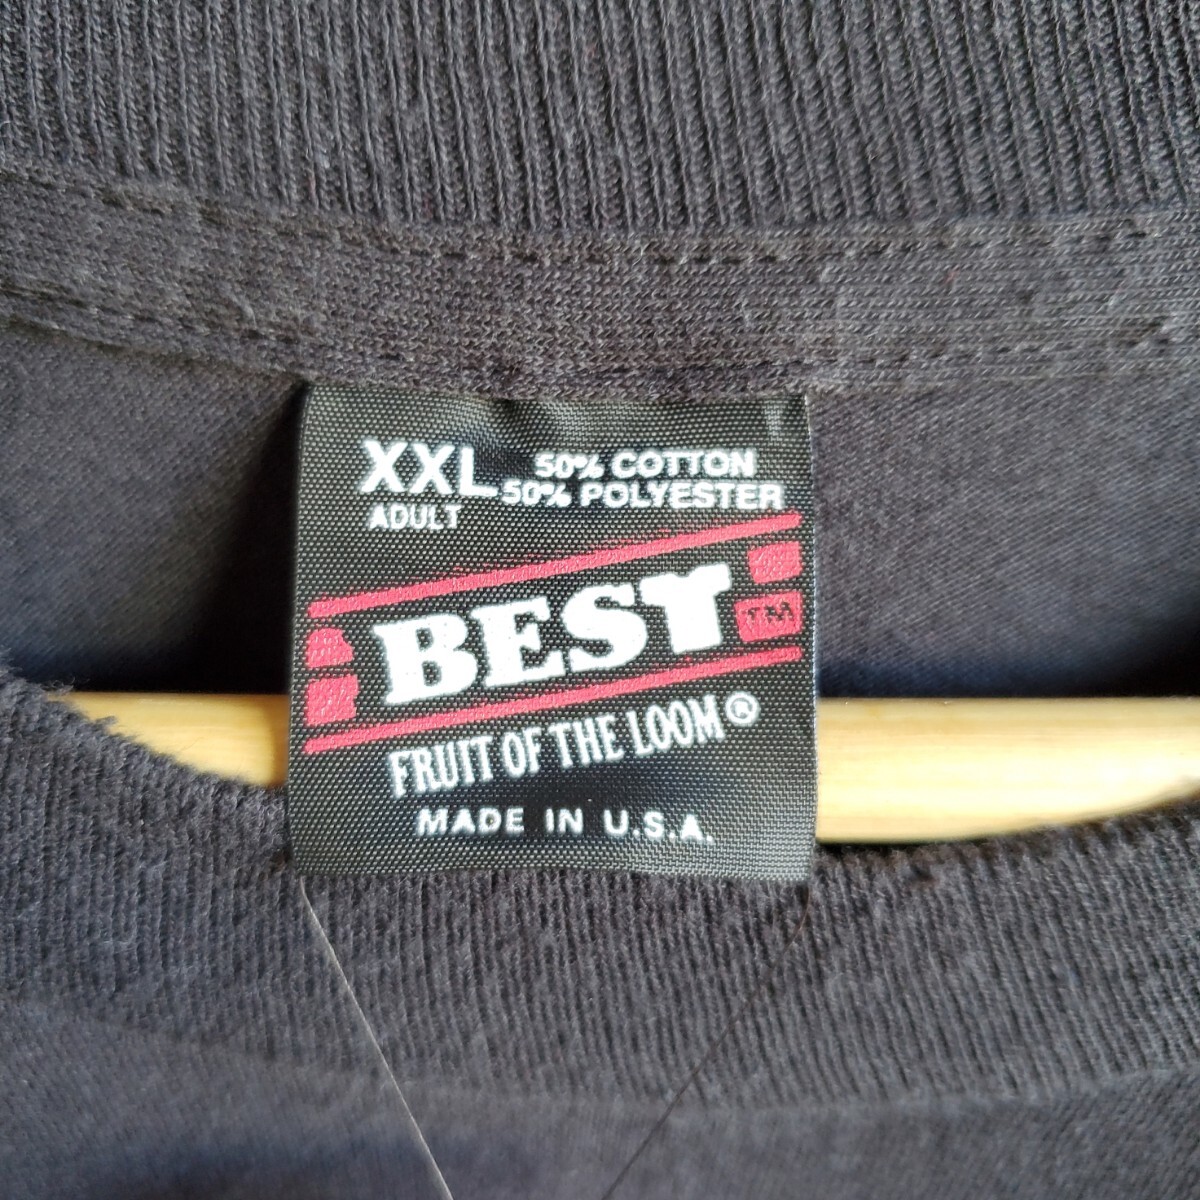 XXL 50% COTTON
ADULT 50% POLYESTER
BEST TM
FRUIT OF THE LOOM®
MADE IN U.S.A.